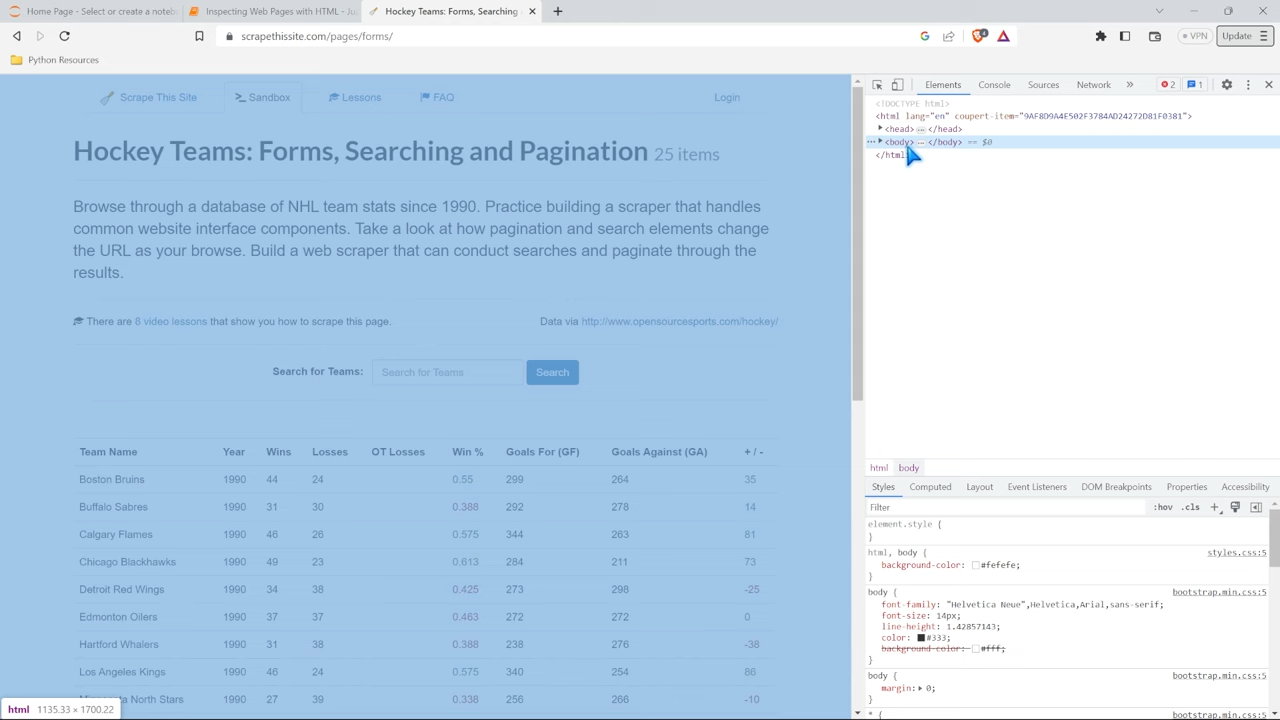 Home Page - Select or create a noteb
Inspecting Web Pages with HTML - Ju
Hockey Teams: Forms, Searching
scrapethissite.com/pages/forms/
4
VPN
Update
Python Resources
Scrape This Site
Sandbox
Lessons
FAQ
Login
Hockey Teams: Forms, Searching and Pagination 25 items
Browse through a database of NHL team stats since 1990. Practice building a scraper that handles
common website interface components. Take a look at how pagination and search elements change
the URL as your browse. Build a web scraper that can conduct searches and paginate through the
results.
There are 8 video lessons that show you how to scrape this page.
Data via http://www.opensourcesports.com/hockey/
Search for Teams: Search for Teams Search
Team Name Year Wins Losses OT Losses Win % Goals For (GF) Goals Against (GA) + / -
Boston Bruins 1990 44 24 0.55 299 264 35
Buffalo Sabres 1990 31 30 0.388 292 278 14
Calgary Flames 1990 46 26 0.575 344 263 81
Chicago Blackhawks 1990 49 23 0.613 284 211 73
Detroit Red Wings 1990 34 38 0.425 273 298 -25
Edmonton Oilers 1990 37 37 0.463 272 272 0
Hartford Whalers 1990 31 38 0.388 238 276 -38
Los Angeles Kings 1990 46 24 0.575 340 254 86
North Stars 1990 27 39 0.338 256 266 -10
html 1135.33 × 1700.22
Elements Console Sources Network » 2 1
<!DOCTYPE html>
<html lang="en" coupert-item="9AF8D9A4E502F3784AD24272D81F0381">
<head> … </head>
<body> … </body> == $0
</html>
html body
Styles Computed Layout Event Listeners DOM Breakpoints Properties Accessibility
Filter :hov .cls +
element.style {
}
html, body { styles.css:5
background-color: #fefefe;
}
body { bootstrap.min.css:5
font-family: "Helvetica Neue",Helvetica,Arial,sans-serif;
font-size: 14px;
line-height: 1.42857143;
color: #333;
background-color: #fff;
}
body { bootstrap.min.css:5
margin: 0;
}
* { bootstrap.min.css:5